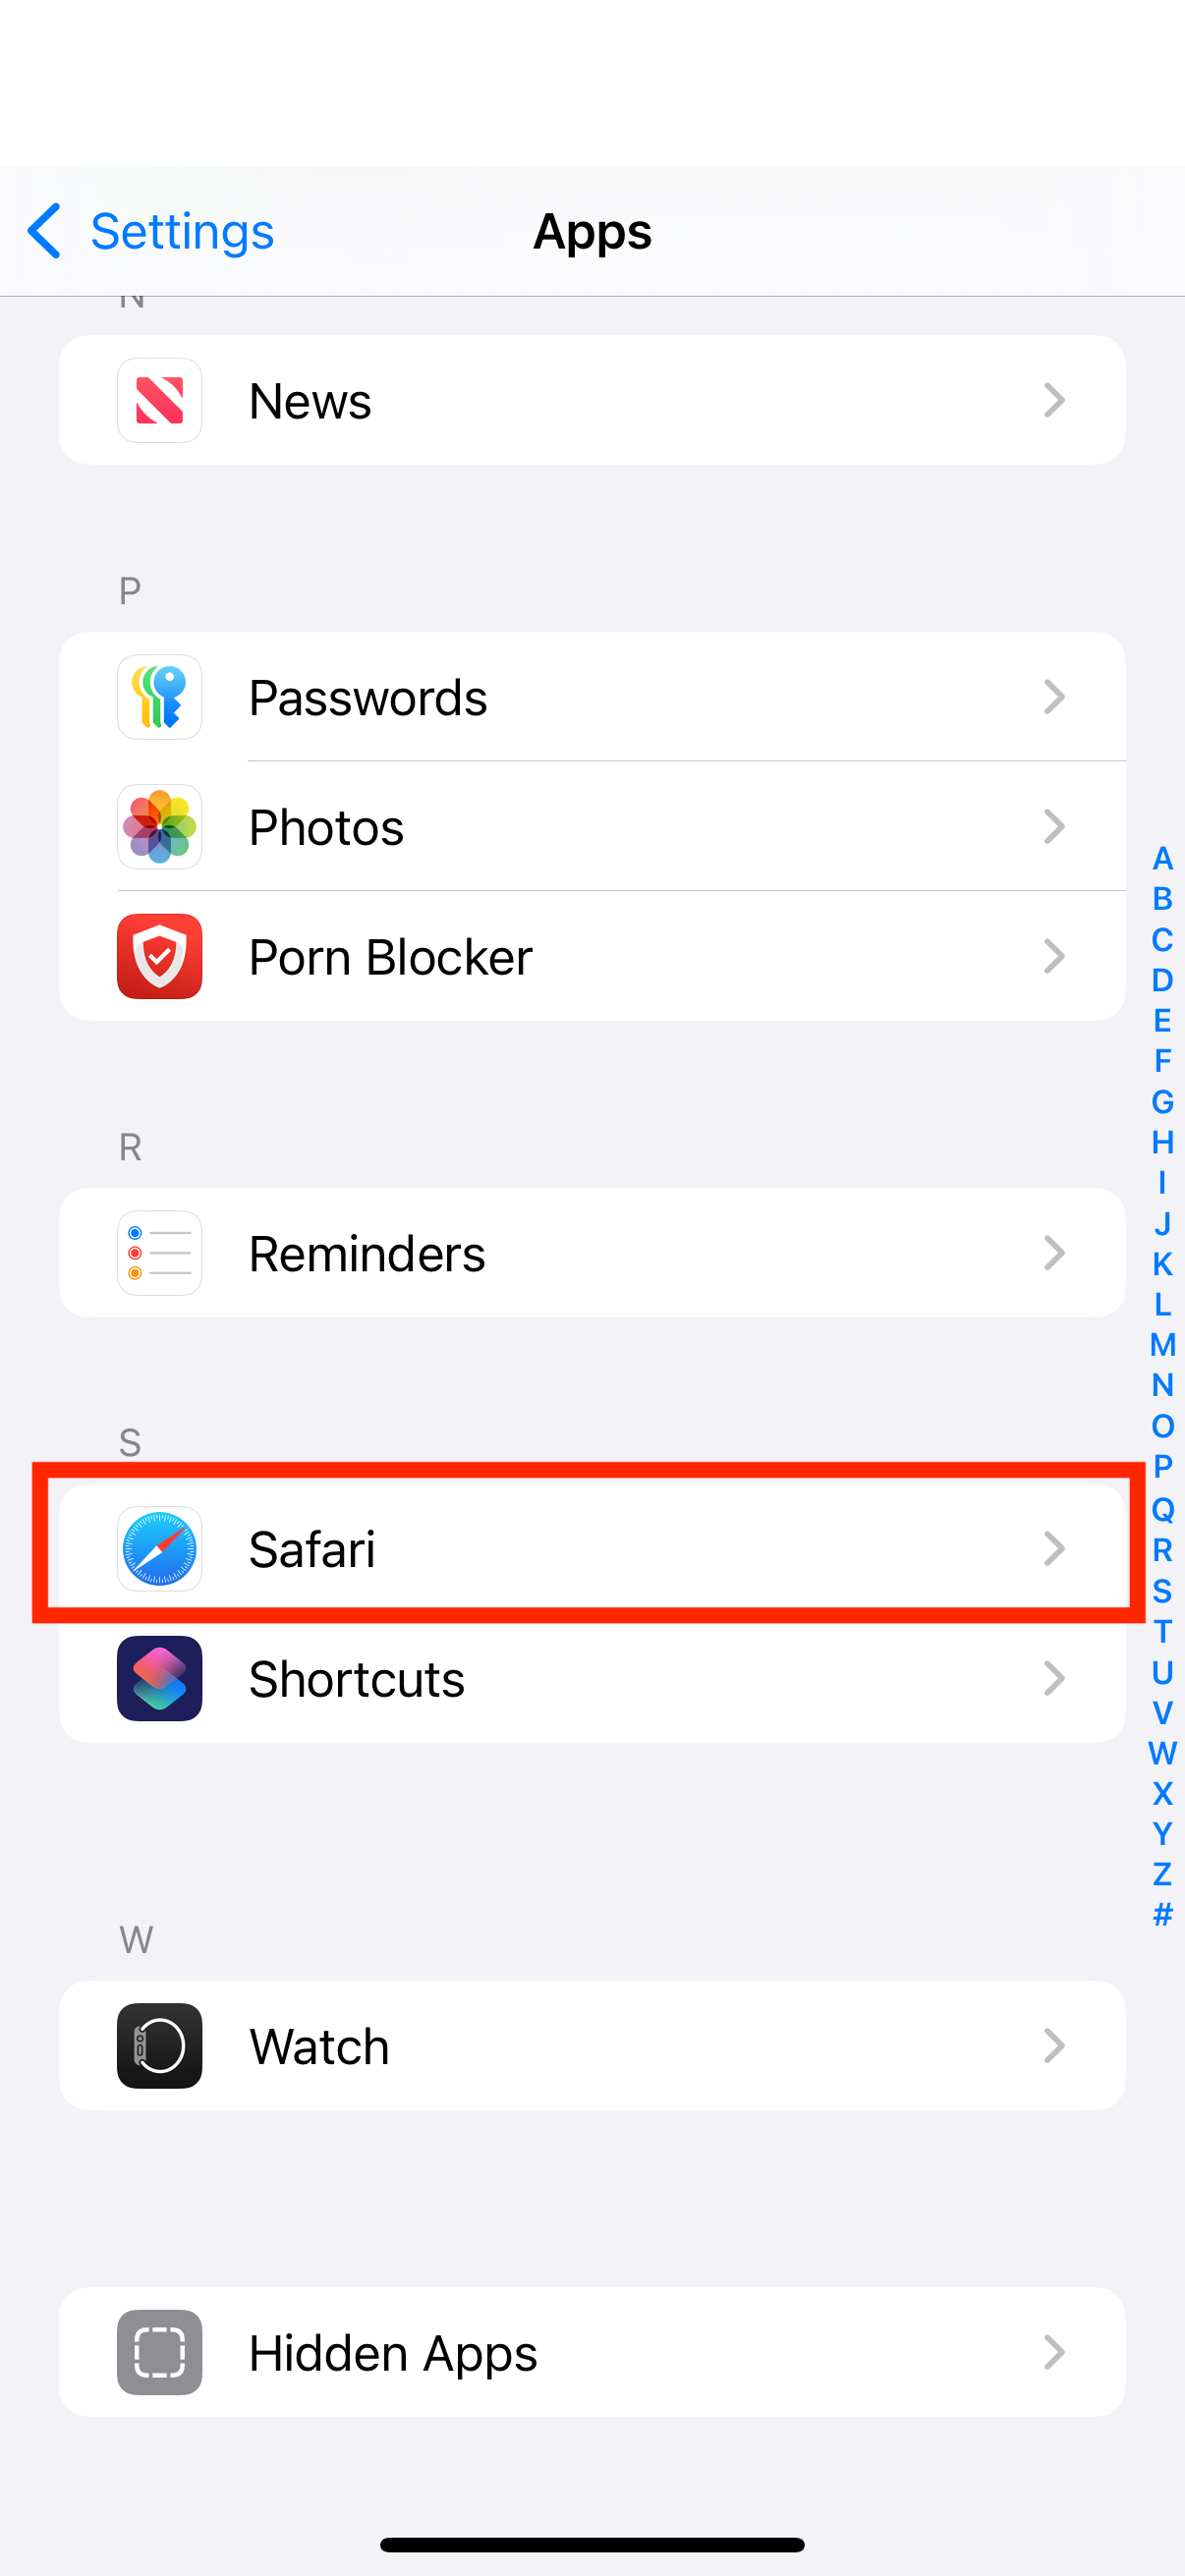 Settings
Apps
N
News
P
Passwords
Photos
Porn Blocker
R
Reminders
S
Safari
Shortcuts
W
Watch
Hidden Apps
A
B
C
D
E
F
G
H
I
J
K
L
M
N
O
P
Q
R
S
T
U
V
W
X
Y
Z
#